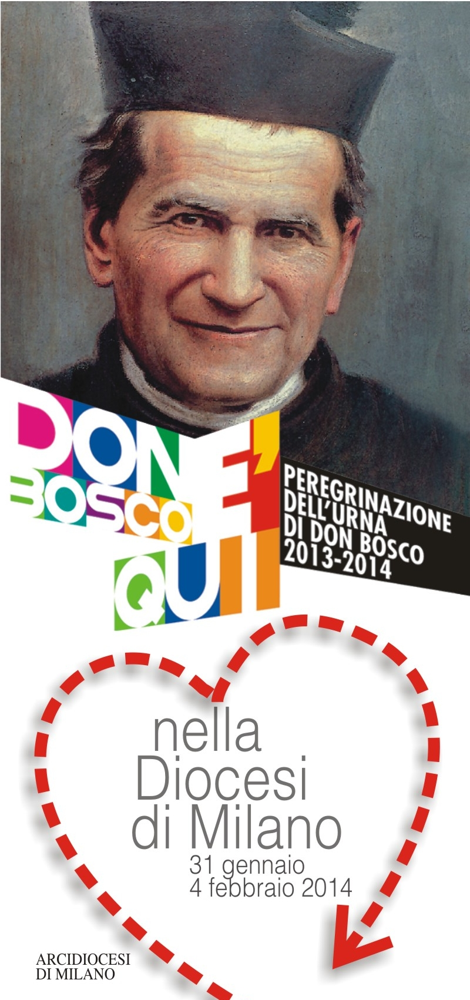 DON
BOSCO
E'
QUI
PEREGRINAZIONE
DELL'URNA
DI DON BOSCO
2013-2014
nella
Diocesi
di Milano
31 gennaio
4 febbraio 2014
ARCIDIOCESI
DI MILANO